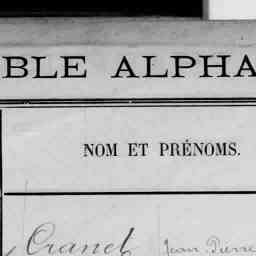 BLE ALPHA
NOM ET PRÉNOMS.
Cranel Jean Pierre